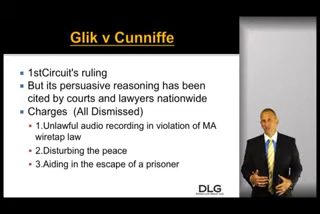 Glik v Cunniffe
1stCircuit's ruling
But its persuasive reasoning has been
cited by courts and lawyers nationwide
Charges (All Dismissed)
1.Unlawful audio recording in violation of MA
wiretap law
2.Disturbing the peace
3.Aiding in the escape of a prisoner
DLG